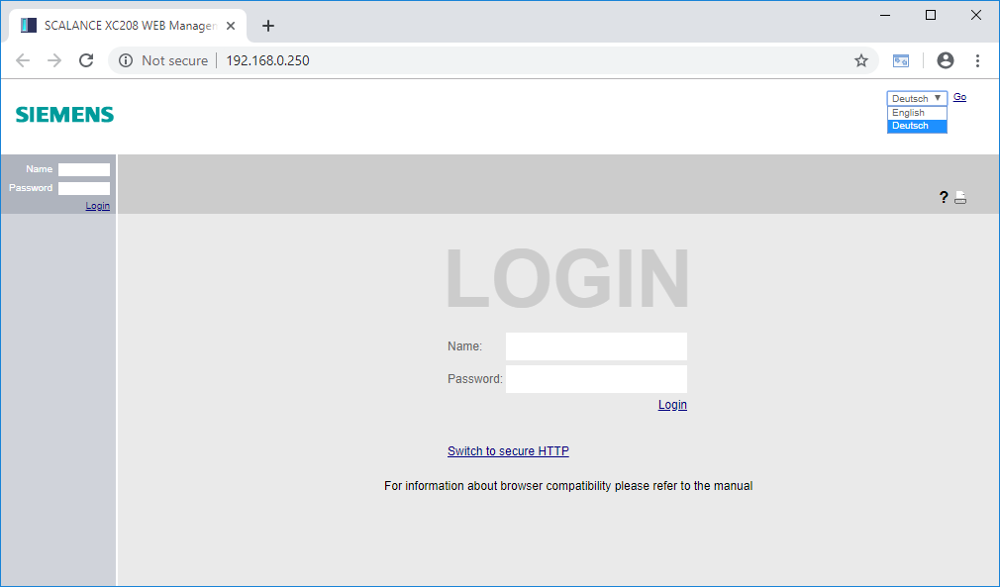 SCALANCE XC208 WEB Manager
Not secure
192.168.0.250
SIEMENS
Deutsch
Go
English
Deutsch
Name
Password
Login
?
LOGIN
Name:
Password:
Login
Switch to secure HTTP
For information about browser compatibility please refer to the manual